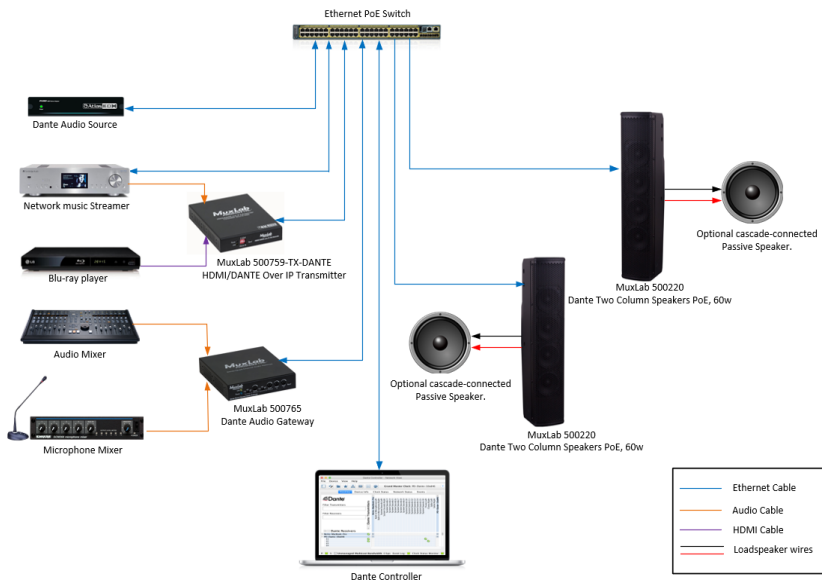 Ethernet PoE Switch
Dante Audio Source
Network music Streamer
MuxLab
MuxLab 500759-TX-DANTE
HDMI/DANTE Over IP Transmitter
Blu-ray player
Audio Mixer
MuxLab
MuxLab 500765
Dante Audio Gateway
Microphone Mixer
Optional cascade-connected
Passive Speaker.
MuxLab 500220
Dante Two Column Speakers PoE, 60w
Optional cascade-connected
Passive Speaker.
MuxLab 500220
Dante Two Column Speakers PoE, 60w
Dante
Dante Controller
Ethernet Cable
Audio Cable
HDMI Cable
Loadspeaker wires